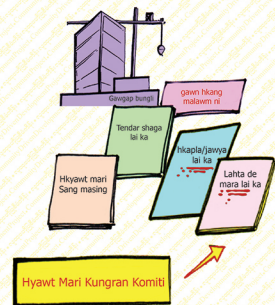 Gawgap bungli
gawn hkang
malawm ni
Tendar shaga
lai ka
hkapla/jawya
lai ka
Hkyawt mari
Sang masing
Lahta de
mara lai ka
Hyawt Mari Kungran Komiti